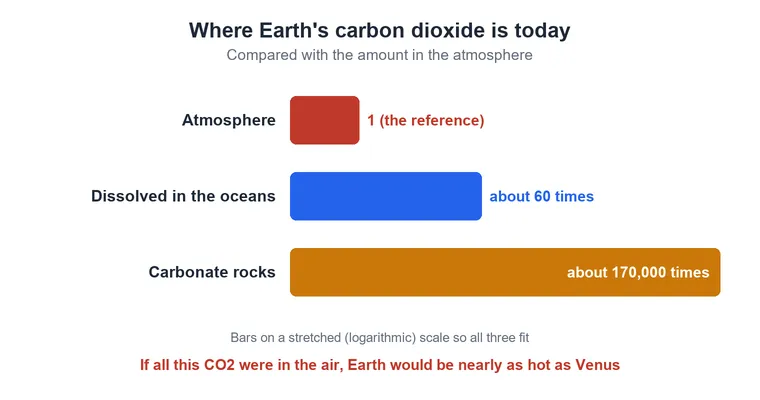 Where Earth's carbon dioxide is today
Compared with the amount in the atmosphere
Atmosphere
1 (the reference)
Dissolved in the oceans
about 60 times
Carbonate rocks
about 170,000 times
Bars on a stretched (logarithmic) scale so all three fit
If all this CO2 were in the air, Earth would be nearly as hot as Venus